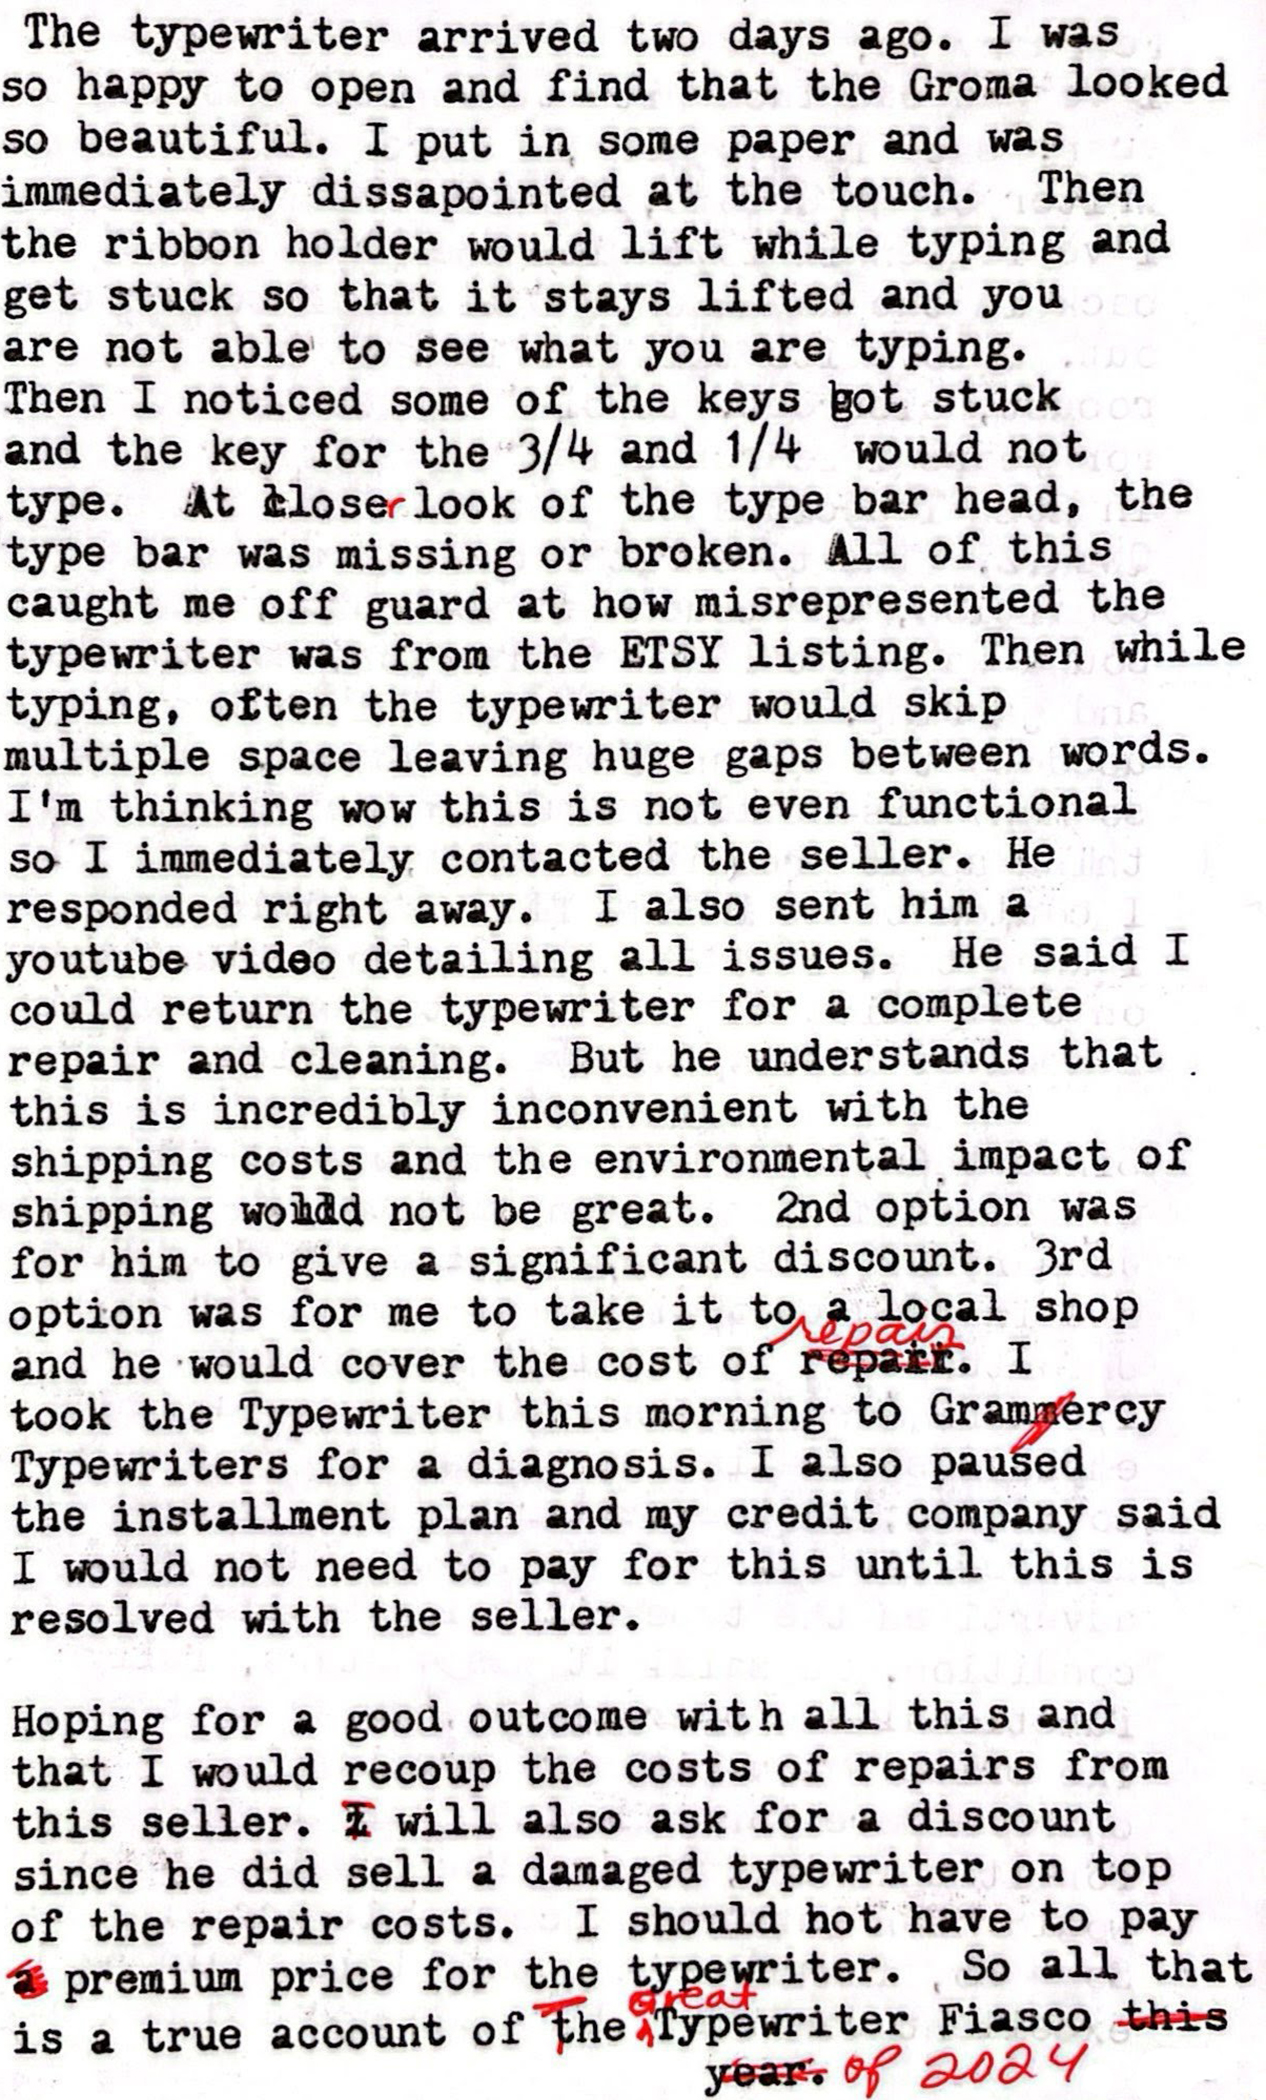 The typewriter arrived two days ago. I was
so happy to open and find that the Groma looked
so beautiful. I put in some paper and was
immediately dissapointed at the touch. Then
the ribbon holder would lift while typing and
get stuck so that it stays lifted and you
are not able to see what you are typing.
Then I noticed some of the keys got stuck
and the key for the 3/4 and 1/4 would not
type. At closer look of the type bar head, the
type bar was missing or broken. All of this
caught me off guard at how misrepresented the
typewriter was from the ETSY listing. Then while
typing, often the typewriter would skip
multiple space leaving huge gaps between words.
I'm thinking wow this is not even functional
so I immediately contacted the seller. He
responded right away. I also sent him a
youtube video detailing all issues. He said I
could return the typewriter for a complete
repair and cleaning. But he understands that
this is incredibly inconvenient with the
shipping costs and the environmental impact of
shipping would not be great. 2nd option was
for him to give a significant discount. 3rd
option was for me to take it to a local shop
repair
and he would cover the cost of repair. I
took the Typewriter this morning to Grammercy
Typewriters for a diagnosis. I also paused
the installment plan and my credit company said
I would not need to pay for this until this is
resolved with the seller.
Hoping for a good outcome with all this and
that I would recoup the costs of repairs from
this seller. I will also ask for a discount
since he did sell a damaged typewriter on top
of the repair costs. I should hot have to pay
a premium price for the typewriter. So all that
great
is a true account of The Typewriter Fiasco this
year. of 2024